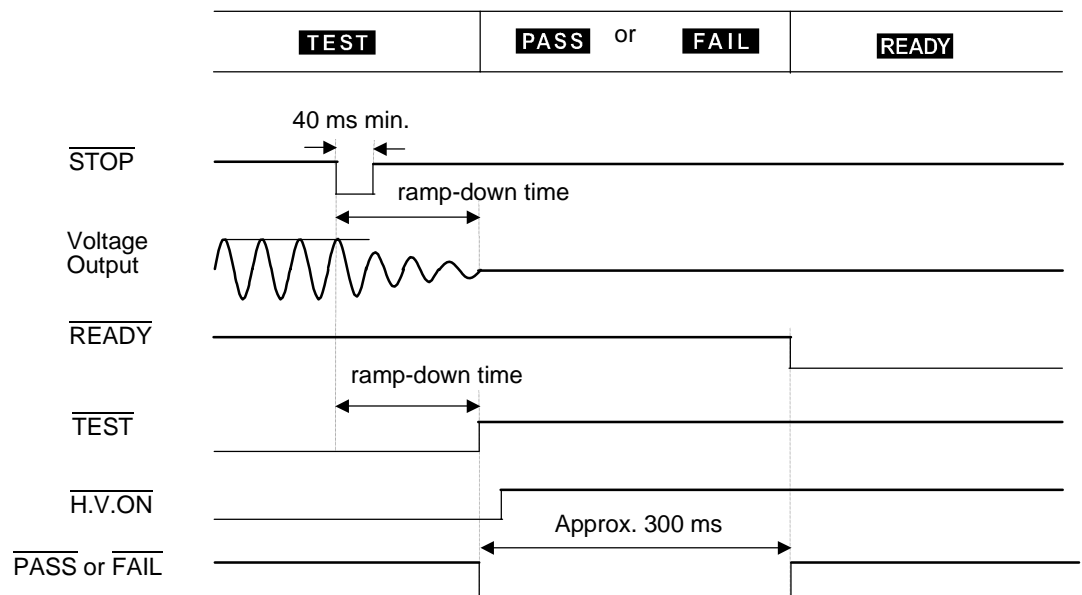 TEST PASS or FAIL READY
40 ms min.
STOP
ramp-down time
Voltage
Output
READY
ramp-down time
TEST
H.V.ON
Approx. 300 ms
PASS or FAIL